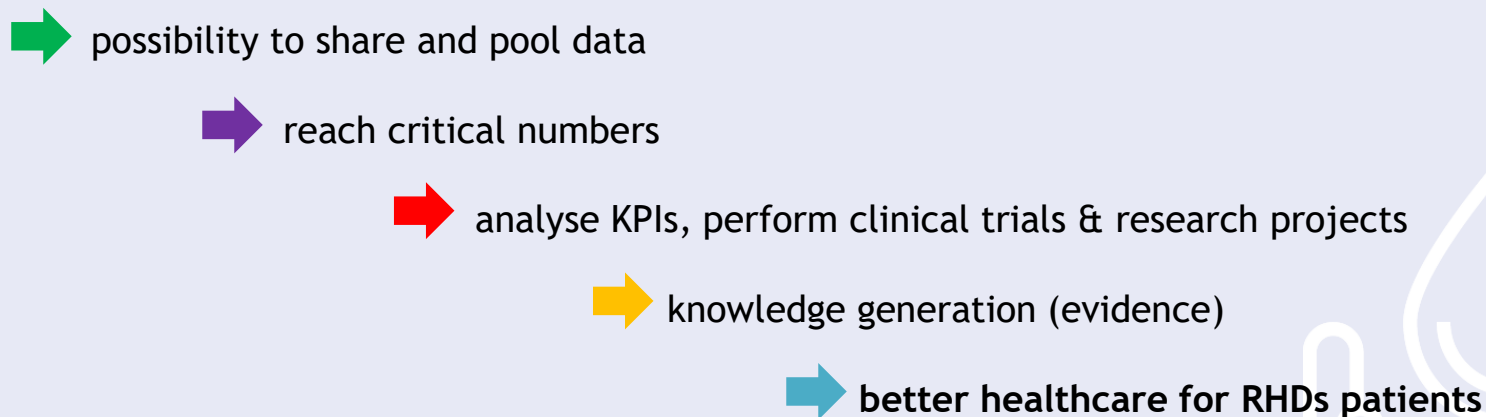 possibility to share and pool data
reach critical numbers
analyse KPIs, perform clinical trials & research projects
knowledge generation (evidence)
better healthcare for RHDs patients